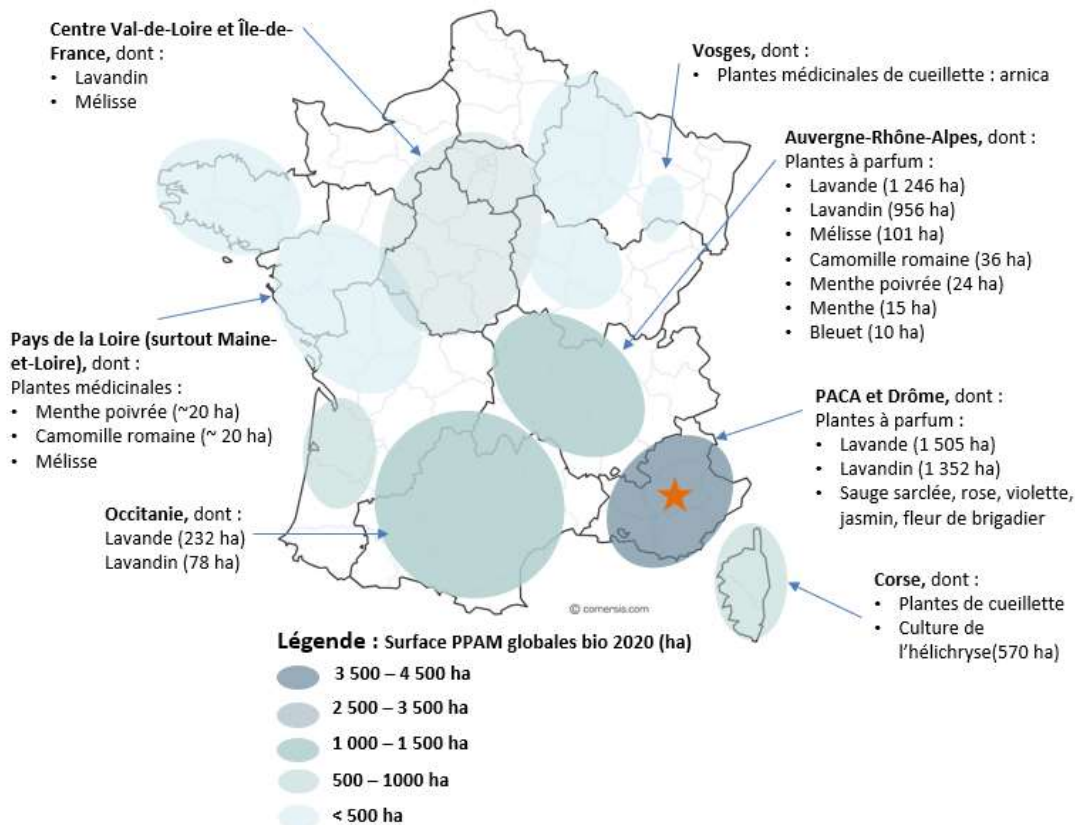 Centre Val-de-Loire et Île-de-
France, dont :
• Lavandin
• Mélisse
Vosges, dont :
• Plantes médicinales de cueillette : arnica
Auvergne-Rhône-Alpes, dont :
Plantes à parfum :
• Lavande (1 246 ha)
• Lavandin (956 ha)
• Mélisse (101 ha)
• Camomille romaine (36 ha)
• Menthe poivrée (24 ha)
• Menthe (15 ha)
• Bleuet (10 ha)
Pays de la Loire (surtout Maine-
et-Loire), dont :
Plantes médicinales :
• Menthe poivrée (~20 ha)
• Camomille romaine (~ 20 ha)
• Mélisse
PACA et Drôme, dont :
Plantes à parfum :
• Lavande (1 505 ha)
• Lavandin (1 352 ha)
• Sauge sarclée, rose, violette,
jasmin, fleur de brigadier
Occitanie, dont :
Lavande (232 ha)
Lavandin (78 ha)
Corse, dont :
• Plantes de cueillette
• Culture de
l’hélichryse(570 ha)
© comersis.com
Légende : Surface PPAM globales bio 2020 (ha)
3 500 – 4 500 ha
2 500 – 3 500 ha
1 000 – 1 500 ha
500 – 1000 ha
< 500 ha